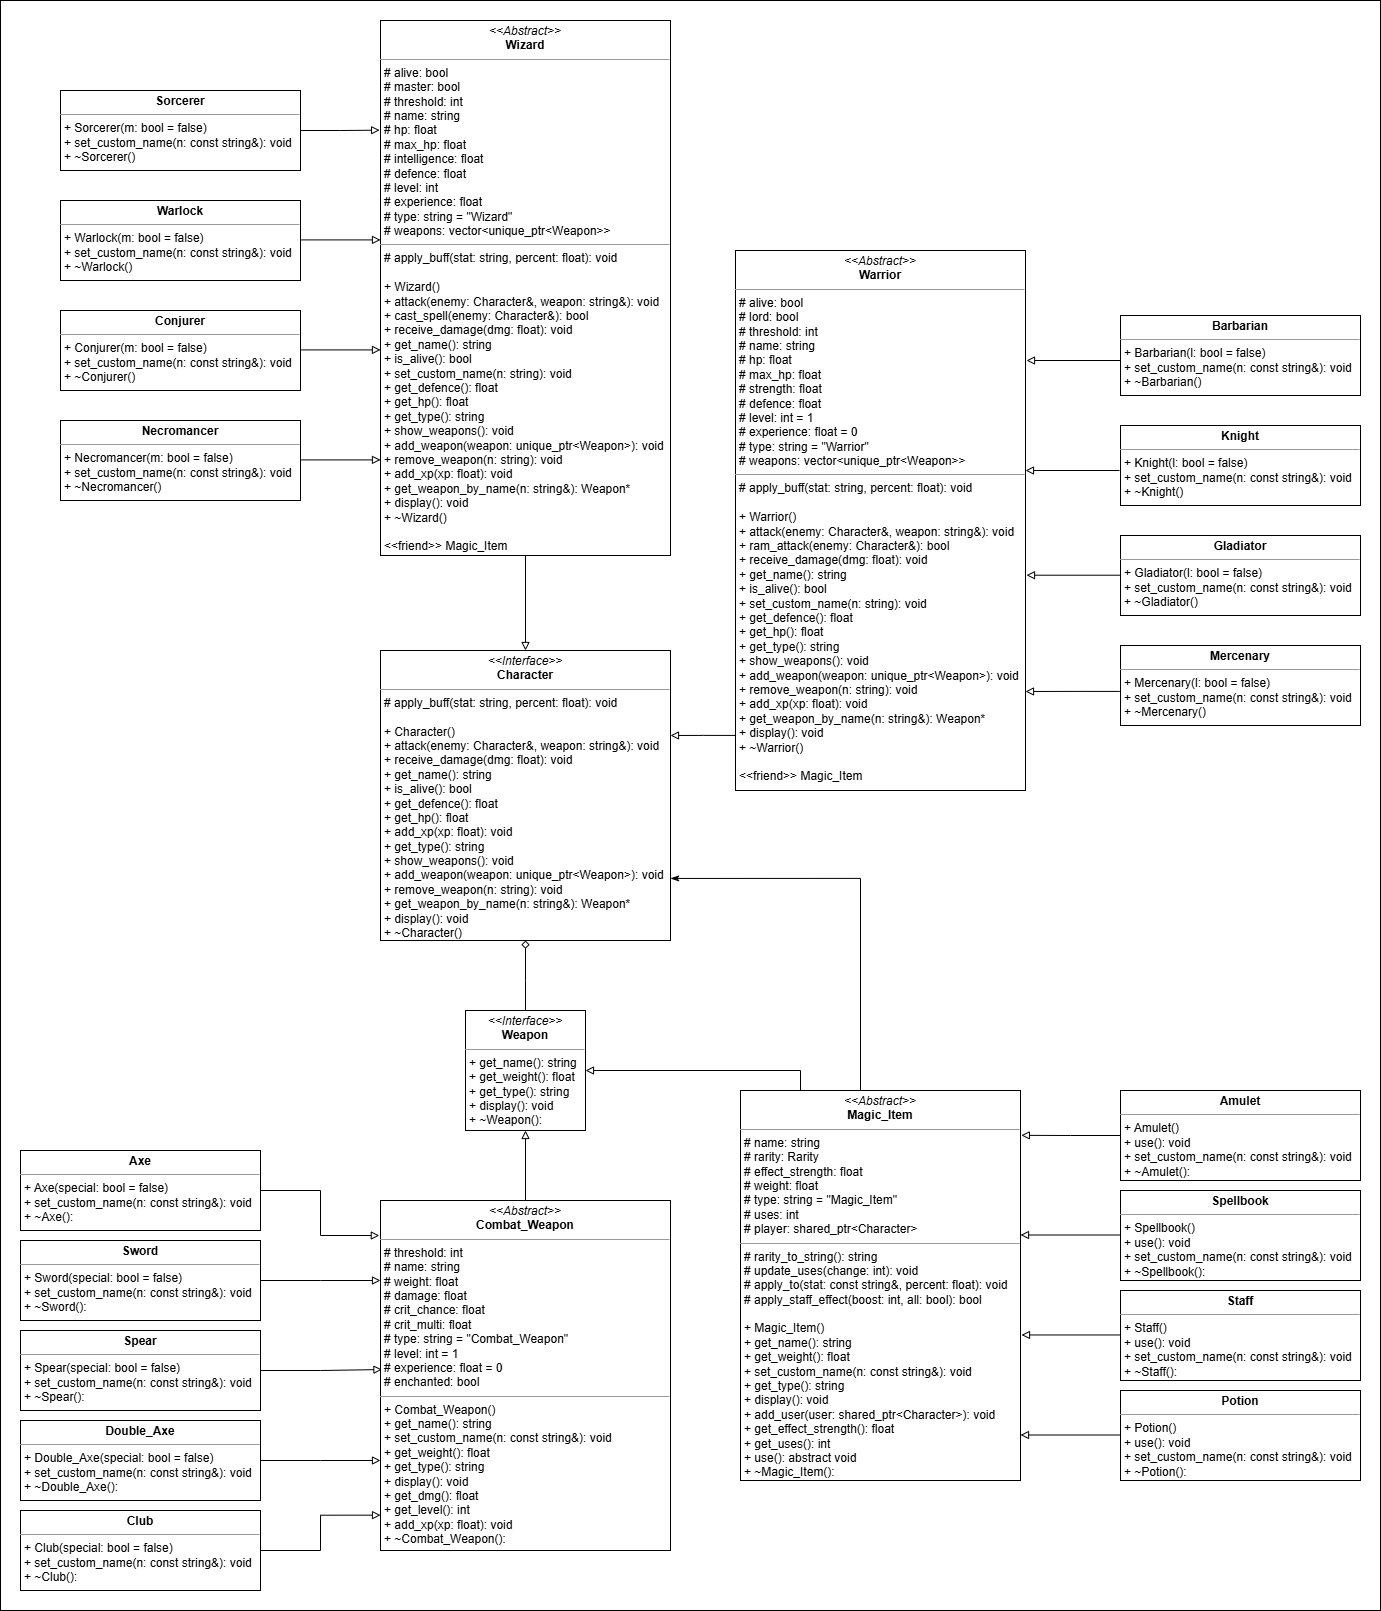 <<Abstract>>
Wizard
# alive: bool
# master: bool
# threshold: int
# name: string
# hp: float
# max_hp: float
# intelligence: float
# defence: float
# level: int
# experience: float
# type: string = "Wizard"
# weapons: vector<unique_ptr<Weapon>>
# apply_buff(stat: string, percent: float): void
+ Wizard()
+ attack(enemy: Character&, weapon: string&): void
+ cast_spell(enemy: Character&): bool
+ receive_damage(dmg: float): void
+ get_name(): string
+ is_alive(): bool
+ set_custom_name(n: string): void
+ get_defence(): float
+ get_hp(): float
+ get_type(): string
+ show_weapons(): void
+ add_weapon(weapon: unique_ptr<Weapon>): void
+ remove_weapon(n: string): void
+ add_xp(xp: float): void
+ get_weapon_by_name(n: string&): Weapon*
+ display(): void
+ ~Wizard()
<<friend>> Magic_Item
Sorcerer
+ Sorcerer(m: bool = false)
+ set_custom_name(n: const string&): void
+ ~Sorcerer()
Warlock
+ Warlock(m: bool = false)
+ set_custom_name(n: const string&): void
+ ~Warlock()
Conjurer
+ Conjurer(m: bool = false)
+ set_custom_name(n: const string&): void
+ ~Conjurer()
Necromancer
+ Necromancer(m: bool = false)
+ set_custom_name(n: const string&): void
+ ~Necromancer()
<<Abstract>>
Warrior
# alive: bool
# lord: bool
# threshold: int
# name: string
# hp: float
# max_hp: float
# strength: float
# defence: float
# level: int = 1
# experience: float = 0
# type: string = "Warrior"
# weapons: vector<unique_ptr<Weapon>>
# apply_buff(stat: string, percent: float): void
+ Warrior()
+ attack(enemy: Character&, weapon: string&): void
+ ram_attack(enemy: Character&): bool
+ receive_damage(dmg: float): void
+ get_name(): string
+ is_alive(): bool
+ set_custom_name(n: string): void
+ get_defence(): float
+ get_hp(): float
+ get_type(): string
+ show_weapons(): void
+ add_weapon(weapon: unique_ptr<Weapon>): void
+ remove_weapon(n: string): void
+ add_xp(xp: float): void
+ get_weapon_by_name(n: string&): Weapon*
+ display(): void
+ ~Warrior()
<<friend>> Magic_Item
Barbarian
+ Barbarian(l: bool = false)
+ set_custom_name(n: const string&): void
+ ~Barbarian()
Knight
+ Knight(l: bool = false)
+ set_custom_name(n: const string&): void
+ ~Knight()
Gladiator
+ Gladiator(l: bool = false)
+ set_custom_name(n: const string&): void
+ ~Gladiator()
Mercenary
+ Mercenary(l: bool = false)
+ set_custom_name(n: const string&): void
+ ~Mercenary()
<<Interface>>
Character
# apply_buff(stat: string, percent: float): void
+ Character()
+ attack(enemy: Character&, weapon: string&): void
+ receive_damage(dmg: float): void
+ get_name(): string
+ is_alive(): bool
+ get_defence(): float
+ get_hp(): float
+ add_xp(xp: float): void
+ get_type(): string
+ show_weapons(): void
+ add_weapon(weapon: unique_ptr<Weapon>): void
+ remove_weapon(n: string): void
+ get_weapon_by_name(n: string&): Weapon*
+ display(): void
+ ~Character()
<<Interface>>
Weapon
+ get_name(): string
+ get_weight(): float
+ get_type(): string
+ display(): void
+ ~Weapon():
<<Abstract>>
Magic_Item
# name: string
# rarity: Rarity
# effect_strength: float
# weight: float
# type: string = "Magic_Item"
# uses: int
# player: shared_ptr<Character>
# rarity_to_string(): string
# update_uses(change: int): void
# apply_to(stat: const string&, percent: float): void
# apply_staff_effect(boost: int, all: bool): bool
+ Magic_Item()
+ get_name(): string
+ get_weight(): float
+ set_custom_name(n: const string&): void
+ get_type(): string
+ display(): void
+ add_user(user: shared_ptr<Character>): void
+ get_effect_strength(): float
+ get_uses(): int
+ use(): abstract void
+ ~Magic_Item():
Amulet
+ Amulet()
+ use(): void
+ set_custom_name(n: const string&): void
+ ~Amulet():
Spellbook
+ Spellbook()
+ use(): void
+ set_custom_name(n: const string&): void
+ ~Spellbook():
Staff
+ Staff()
+ use(): void
+ set_custom_name(n: const string&): void
+ ~Staff():
Potion
+ Potion()
+ use(): void
+ set_custom_name(n: const string&): void
+ ~Potion():
Axe
+ Axe(special: bool = false)
+ set_custom_name(n: const string&): void
+ ~Axe():
Sword
+ Sword(special: bool = false)
+ set_custom_name(n: const string&): void
+ ~Sword():
Spear
+ Spear(special: bool = false)
+ set_custom_name(n: const string&): void
+ ~Spear():
Double_Axe
+ Double_Axe(special: bool = false)
+ set_custom_name(n: const string&): void
+ ~Double_Axe():
Club
+ Club(special: bool = false)
+ set_custom_name(n: const string&): void
+ ~Club():
<<Abstract>>
Combat_Weapon
# threshold: int
# name: string
# weight: float
# damage: float
# crit_chance: float
# crit_multi: float
# type: string = "Combat_Weapon"
# level: int = 1
# experience: float = 0
# enchanted: bool
+ Combat_Weapon()
+ get_name(): string
+ set_custom_name(n: const string&): void
+ get_weight(): float
+ get_type(): string
+ display(): void
+ get_dmg(): float
+ get_level(): int
+ add_xp(xp: float): void
+ ~Combat_Weapon():